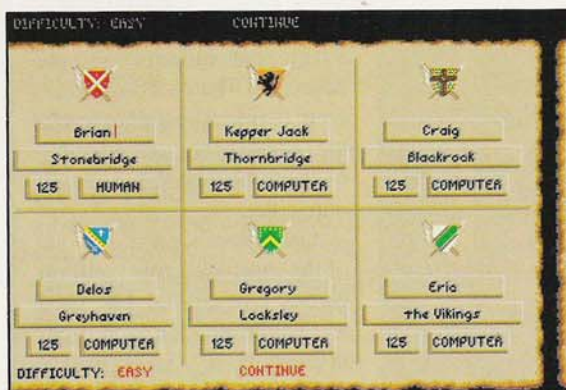 DIFFICULTY: EASY CONTINUE
Brian
Stonebridge
125 HUMAN
Kepper Jack
Thornbridge
125 COMPUTER
Craig
Blackrock
125 COMPUTER
Delos
Greyhaven
125 COMPUTER
Gregory
Locksley
125 COMPUTER
Eric
the Vikings
125 COMPUTER
DIFFICULTY: EASY CONTINUE